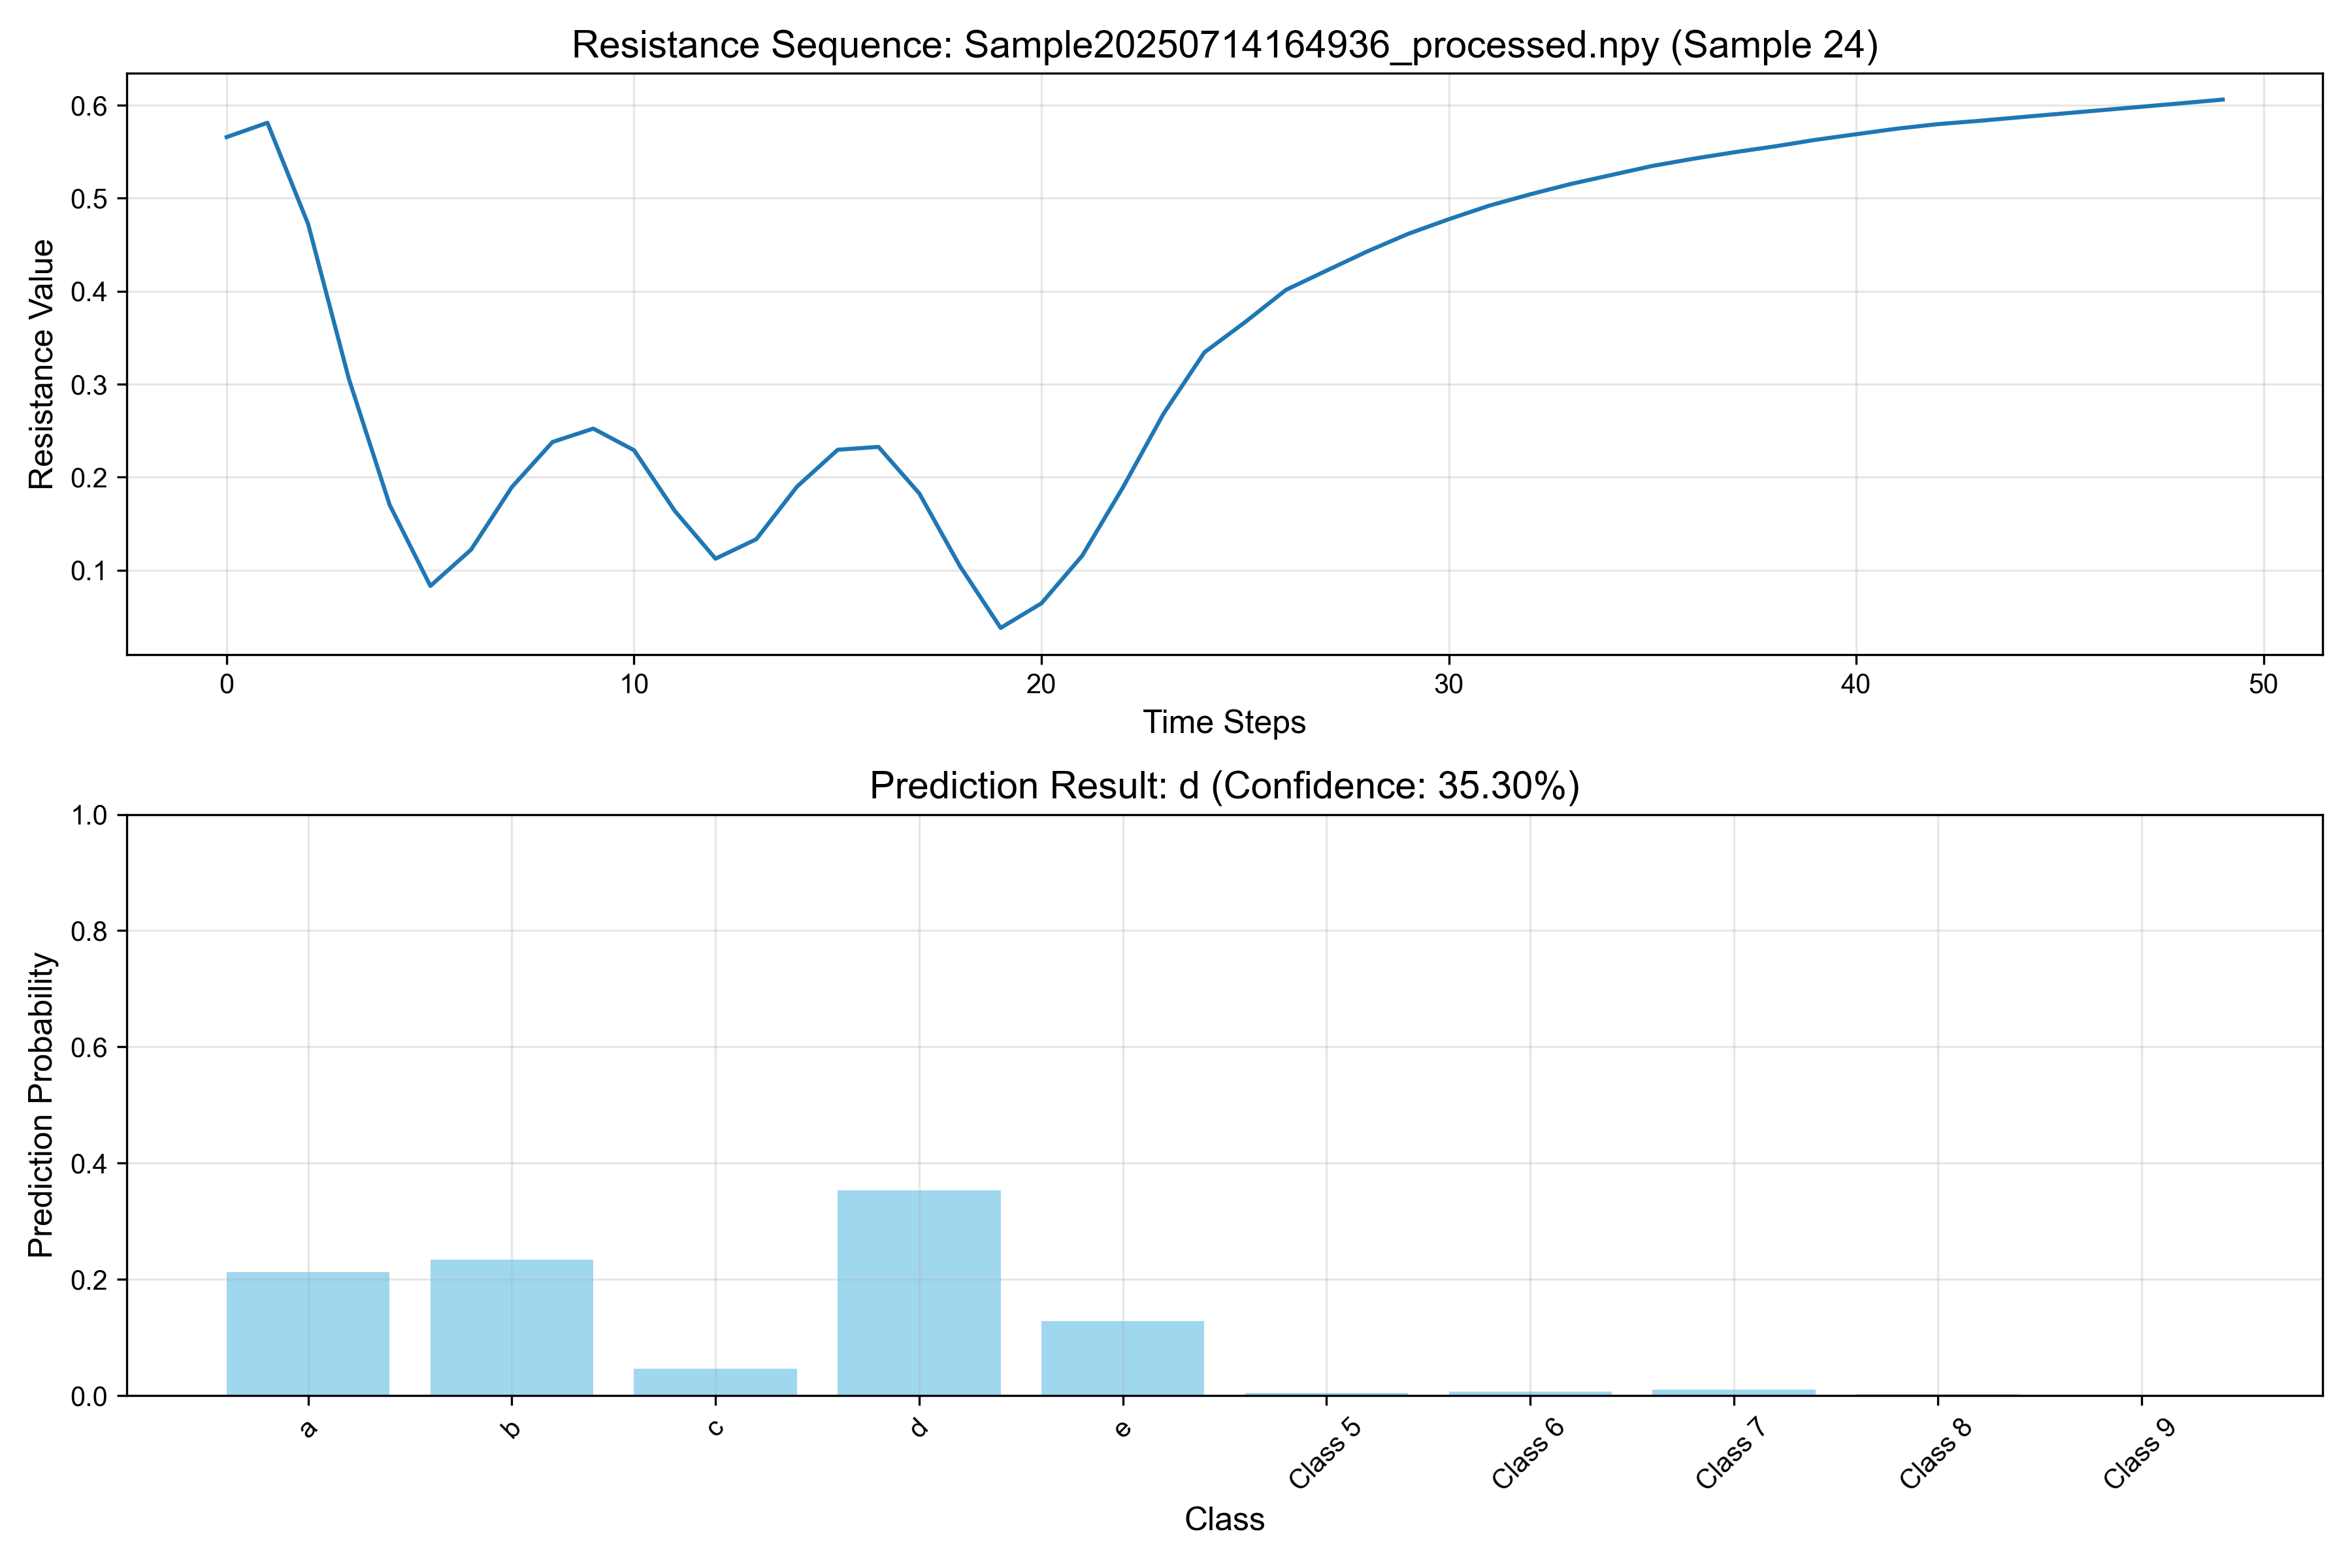 Resistance Sequence: Sample20250714164936_processed.npy (Sample 24)
Resistance Value
0.6
0.5
0.4
0.3
0.2
0.1
0 10 20 30 40 50
Time Steps
Prediction Result: d (Confidence: 35.30%)
Prediction Probability
1.0
0.8
0.6
0.4
0.2
0.0
a b c d e Class 5 Class 6 Class 7 Class 8 Class 9
Class